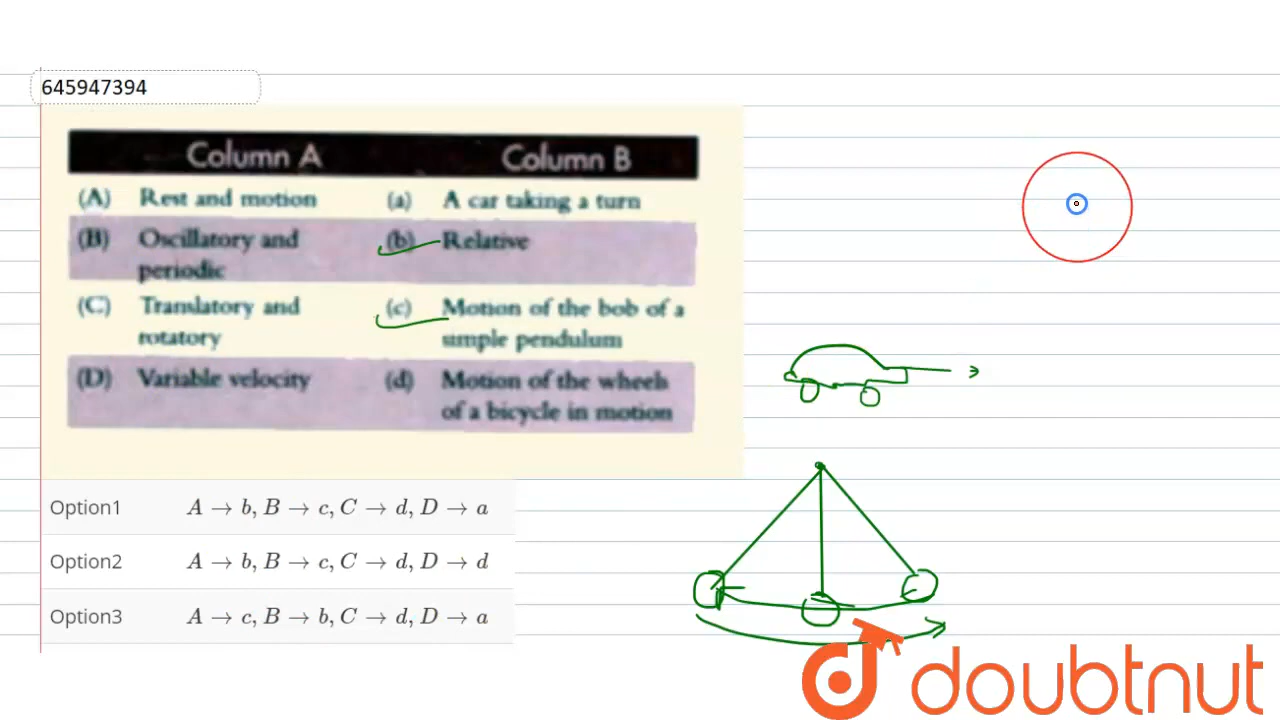 645947394
Column A Column B
(A) Rest and motion (a) A car taking a turn
(B) Oscillatory and (b) Relative
periodic
(C) Translatory and (c) Motion of the bob of a
rotatory simple pendulum
(D) Variable velocity (d) Motion of the wheels
of a bicycle in motion
Option1 A → b, B → c, C → d, D → a
Option2 A → b, B → c, C → d, D → d
Option3 A → c, B → b, C → d, D → a
doubtnut